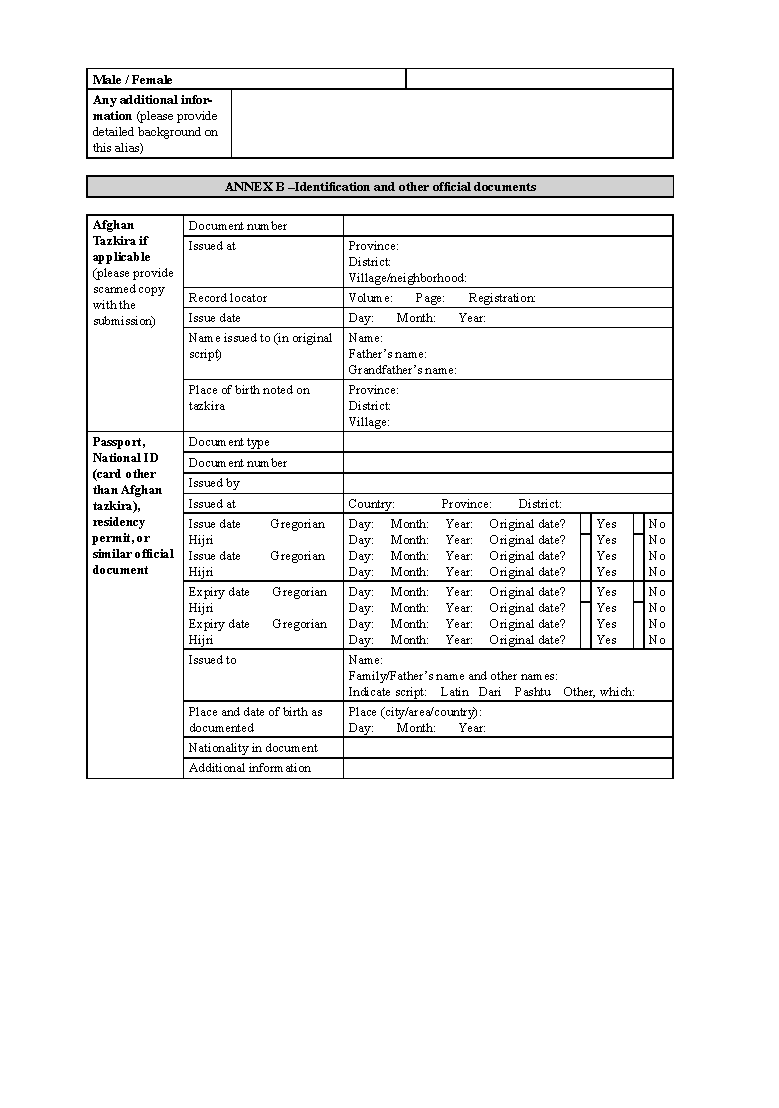 Male / Female
Any additional infor-
mation (please provide
detailed background on
this alias)
ANNEX B –Identification and other official documents
Afghan
Tazkira if
applicable
(please provide
scanned copy
with the
submission)
Document number
Issued at
Province:
District:
Village/neighborhood:
Record locator
Volume: Page: Registration:
Issue date
Day: Month: Year:
Name issued to (in original
script)
Name:
Father's name:
Grandfather's name:
Place of birth noted on
tazkira
Province:
District:
Village:
Passport,
National ID
(card other
than Afghan
tazkira),
residency
permit, or
similar official
document
Document type
Document number
Issued by
Issued at
Country: Province: District:
Issue date Gregorian
Day: Month: Year: Original date? Yes No
Hijri
Day: Month: Year: Original date? Yes No
Issue date Gregorian
Day: Month: Year: Original date? Yes No
Hijri
Day: Month: Year: Original date? Yes No
Expiry date Gregorian
Day: Month: Year: Original date? Yes No
Hijri
Day: Month: Year: Original date? Yes No
Expiry date Gregorian
Day: Month: Year: Original date? Yes No
Hijri
Day: Month: Year: Original date? Yes No
Issued to
Name:
Family/Father's name and other names:
Indicate script: Latin Dari Pashtu Other, which:
Place and date of birth as
documented
Place (city/area/country):
Day: Month: Year:
Nationality in document
Additional information